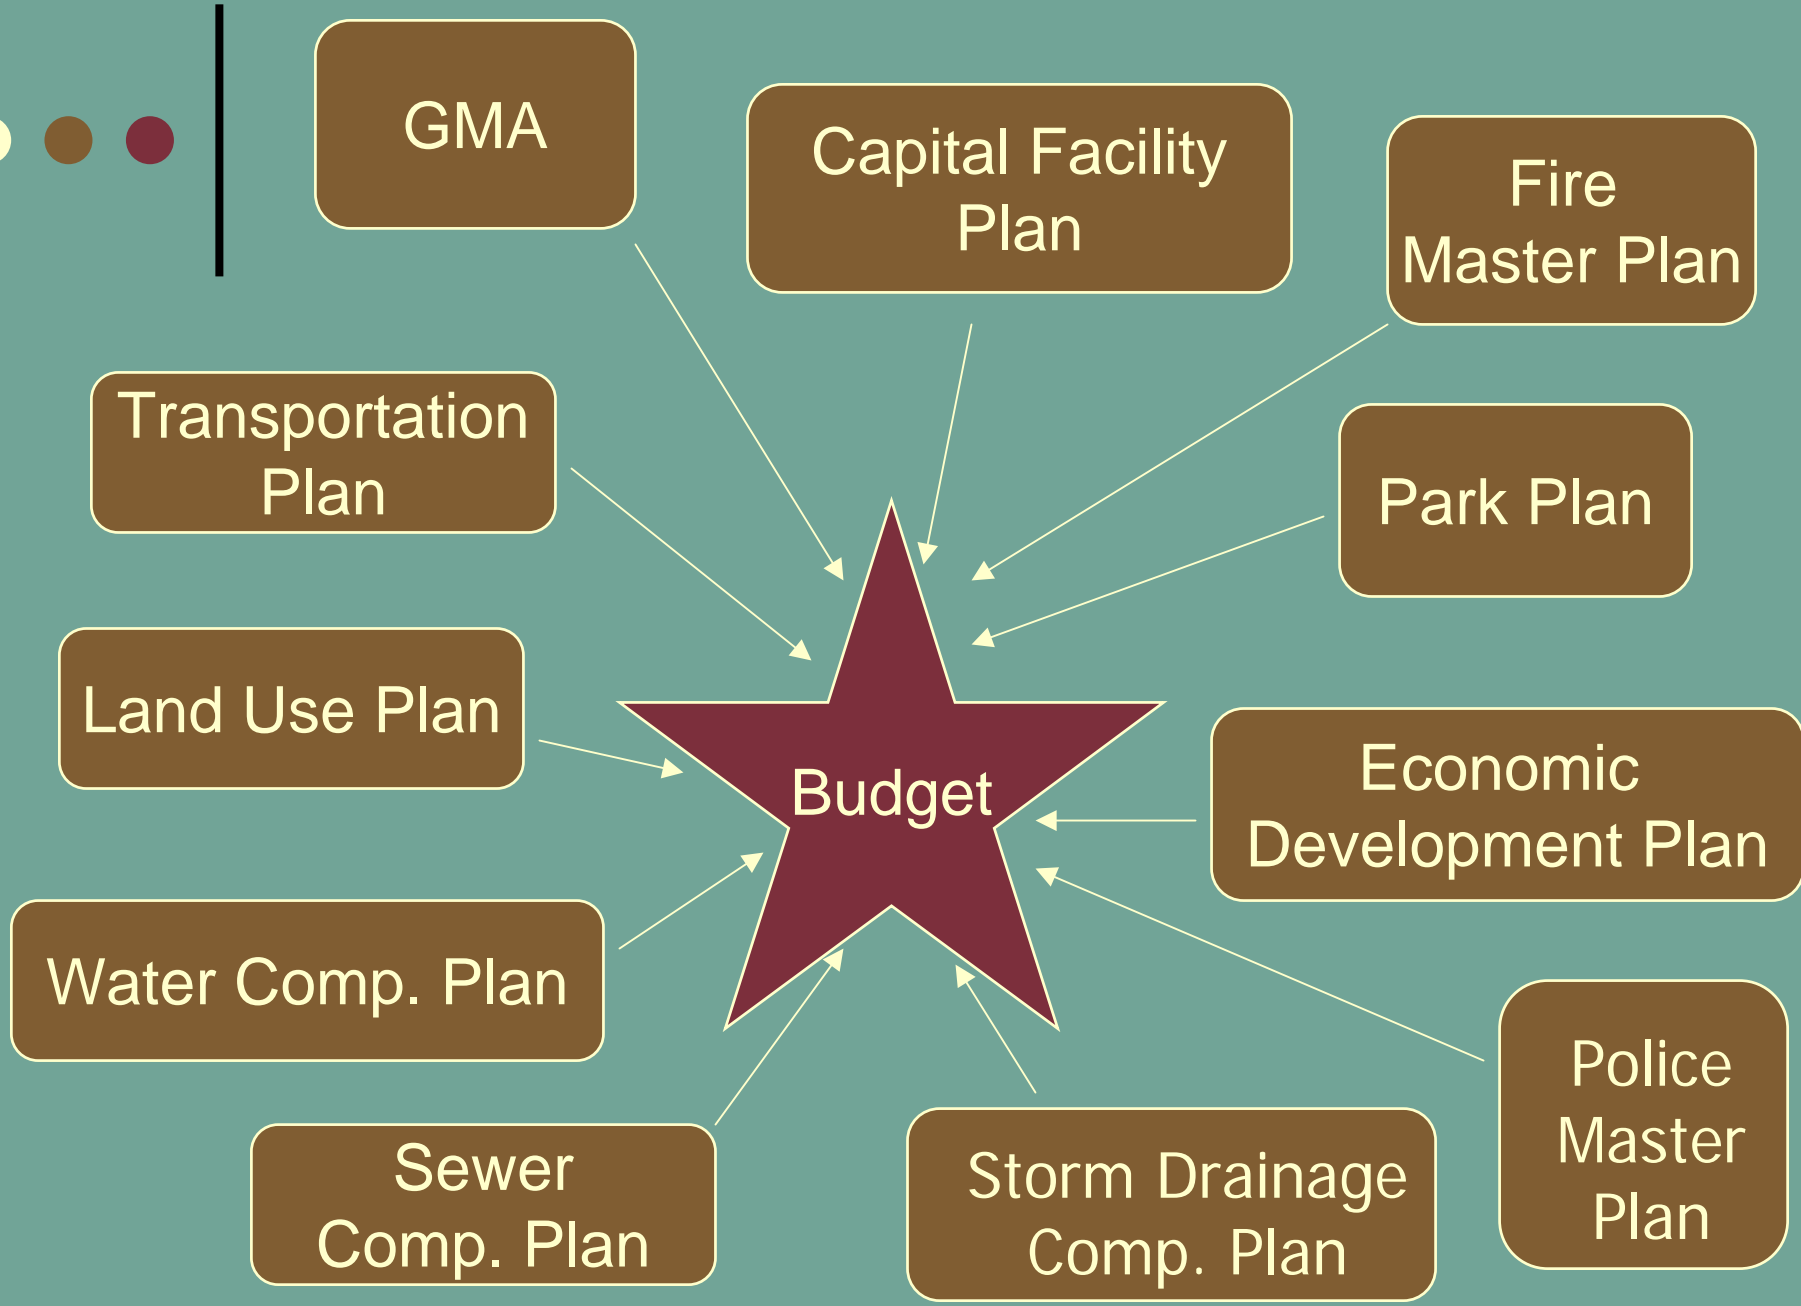 GMA
Capital Facility
Plan
Fire
Master Plan
Transportation
Plan
Park Plan
Land Use Plan
Budget
Economic
Development Plan
Water Comp. Plan
Police
Master
Plan
Sewer
Comp. Plan
Storm Drainage
Comp. Plan